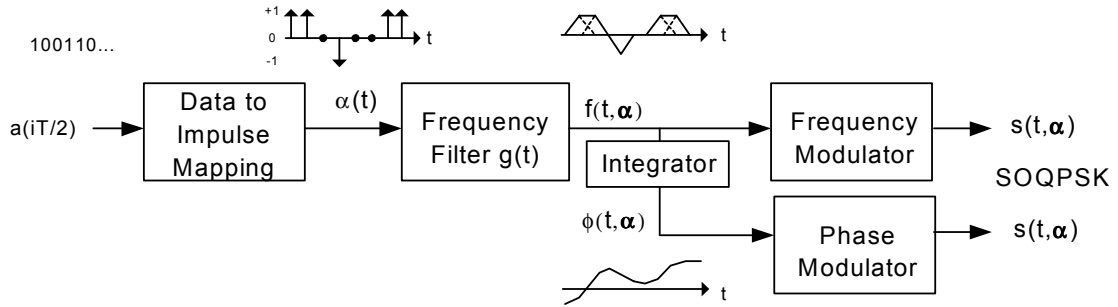 +1
0
-1
t
t
100110...
a(iT/2)
Data to
Impulse
Mapping
α(t)
Frequency
Filter g(t)
f(t,α)
Integrator
ϕ(t,α)
Frequency
Modulator
s(t,α)
SOQPSK
Phase
Modulator
s(t,α)
t